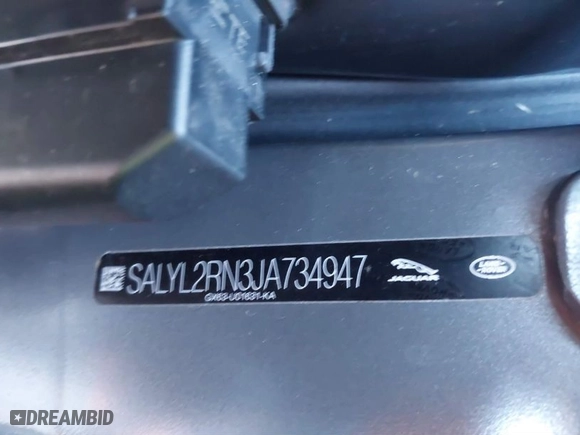 SALYL2RN3JA734947
JAGUAR
LAND
ROVER
DREAMBID